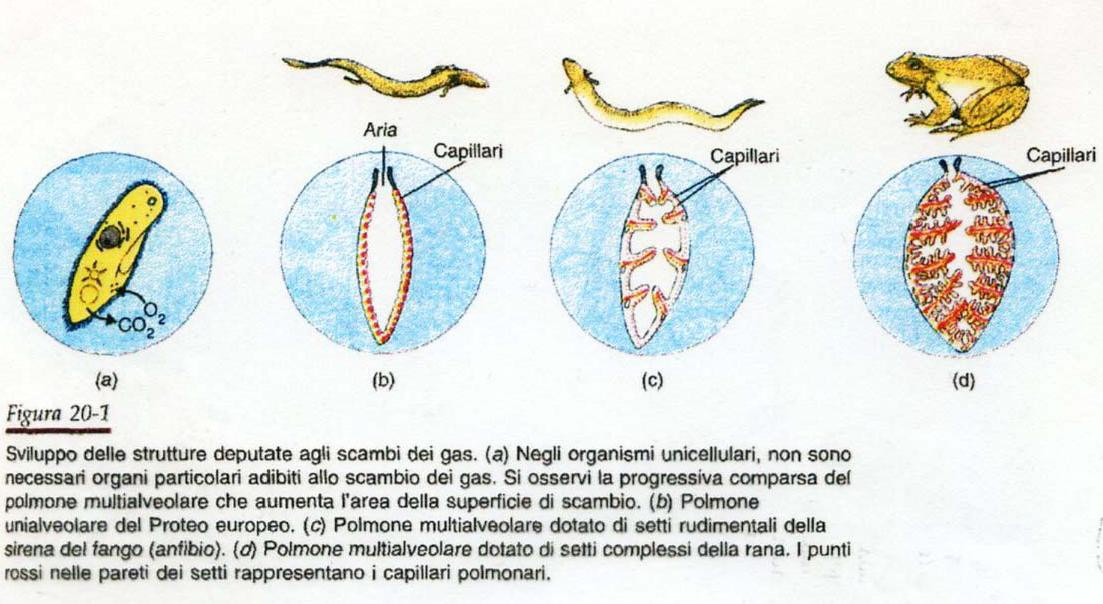 Aria
Capillari
Capillari
Capillari
O2
CO2
(a)
(b)
(c)
(d)
Figura 20-1
Sviluppo delle strutture deputate agli scambi dei gas. (a) Negli organismi unicellulari, non sono
necessari organi particolari adibiti allo scambio dei gas. Si osservi la progressiva comparsa del
polmone multialveolare che aumenta l'area della superficie di scambio. (b) Polmone
unialveolare del Proteo europeo. (c) Polmone multialveolare dotato di setti rudimentali della
sirena del fango (anfibio). (d) Polmone multialveolare dotato di setti complessi della rana. I punti
rossi nelle pareti dei setti rappresentano i capillari polmonari.